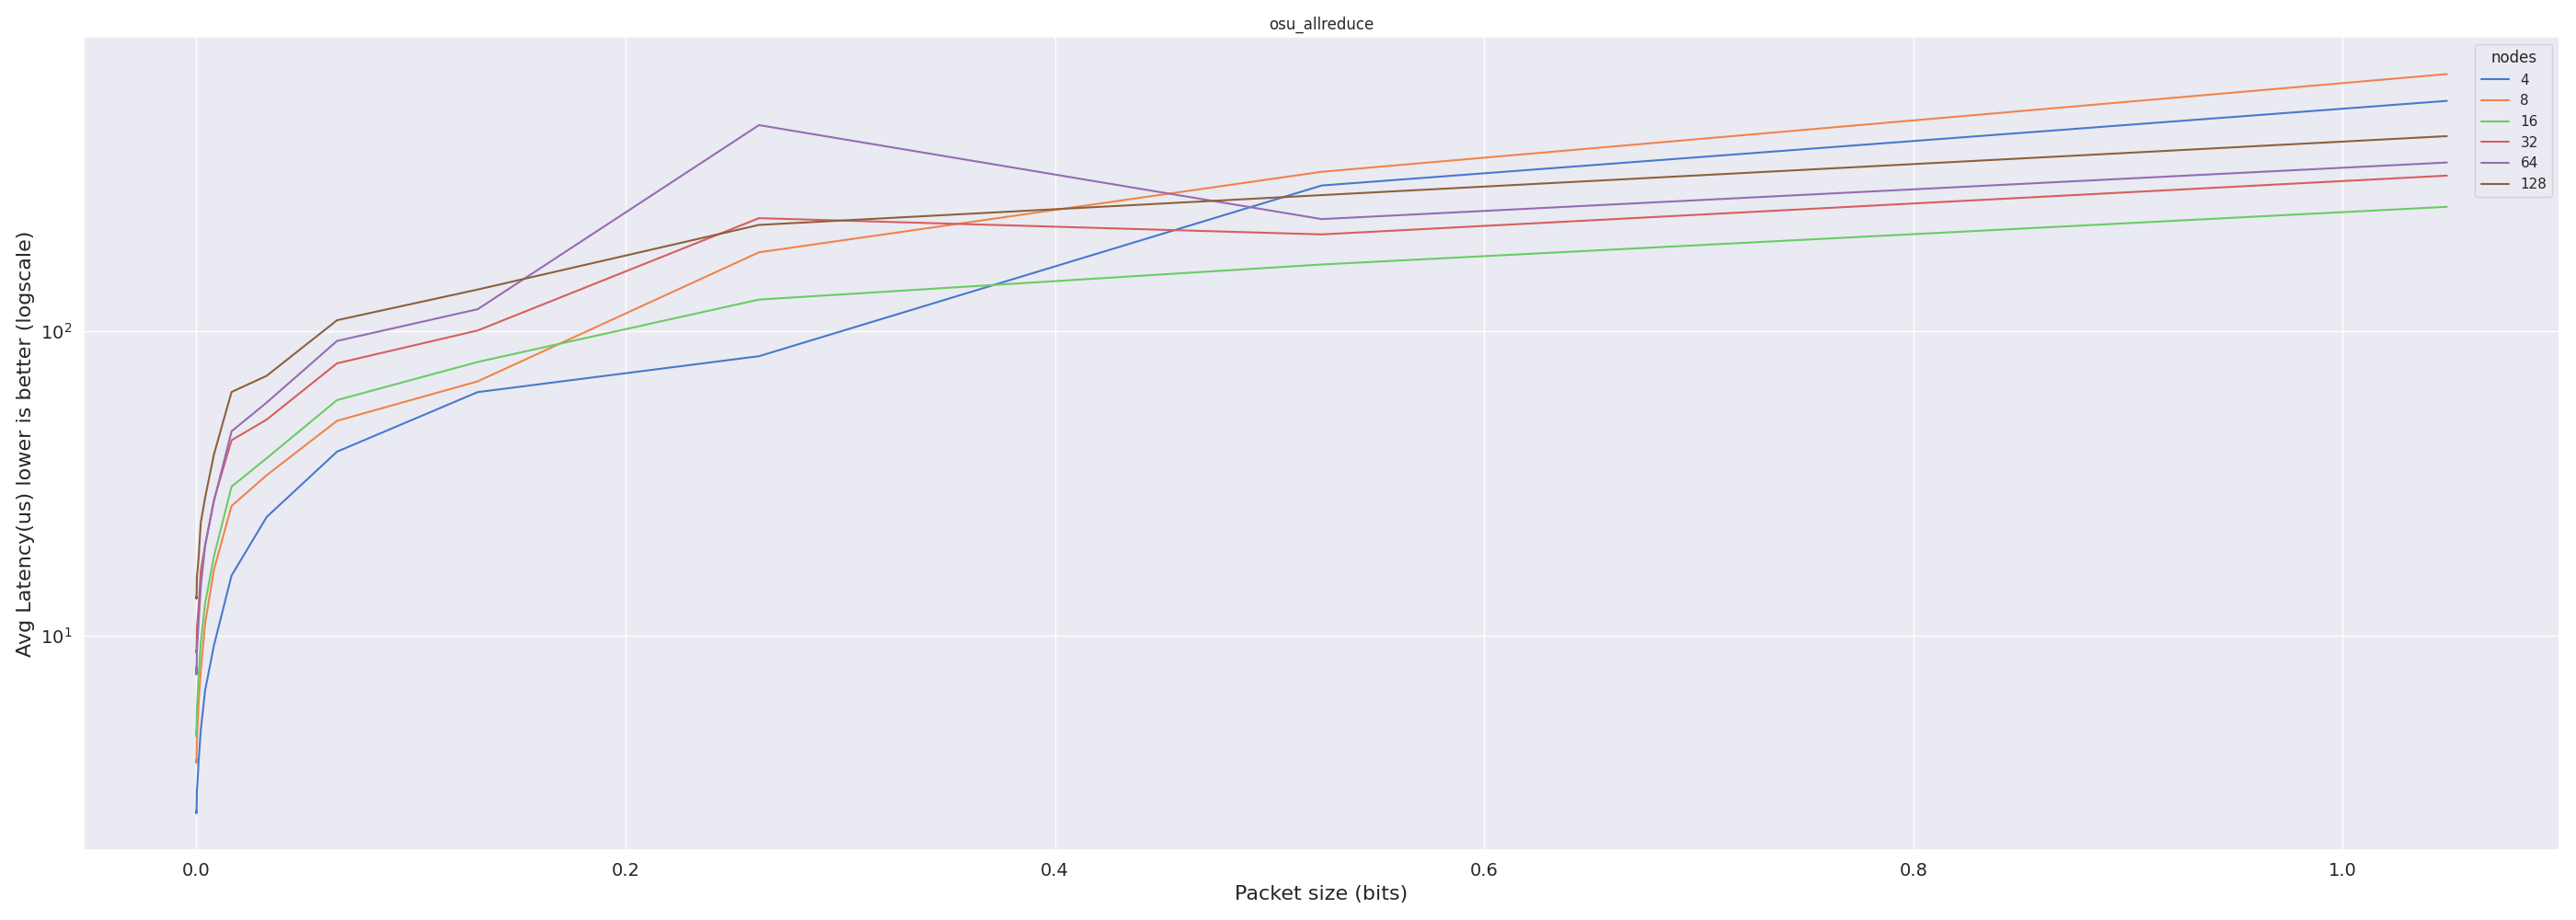 osu_allreduce
nodes
4
8
16
32
64
128
Avg Latency(us) lower is better (logscale)
10²
10¹
0.0 0.2 0.4 0.6 0.8 1.0
Packet size (bits)